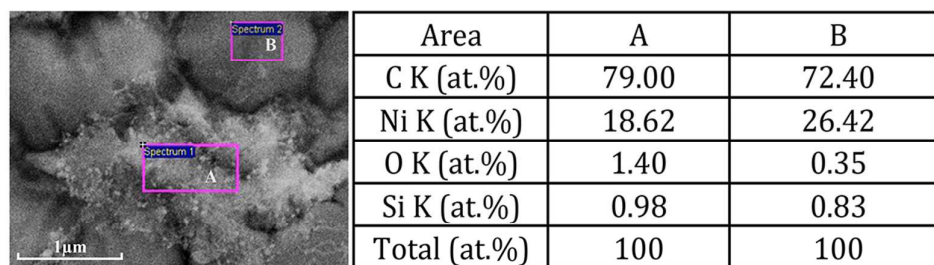 Spectrum 2
B
Spectrum 1
A
1μm
Area A B
C K (at.%) 79.00 72.40
Ni K (at.%) 18.62 26.42
O K (at.%) 1.40 0.35
Si K (at.%) 0.98 0.83
Total (at.%) 100 100